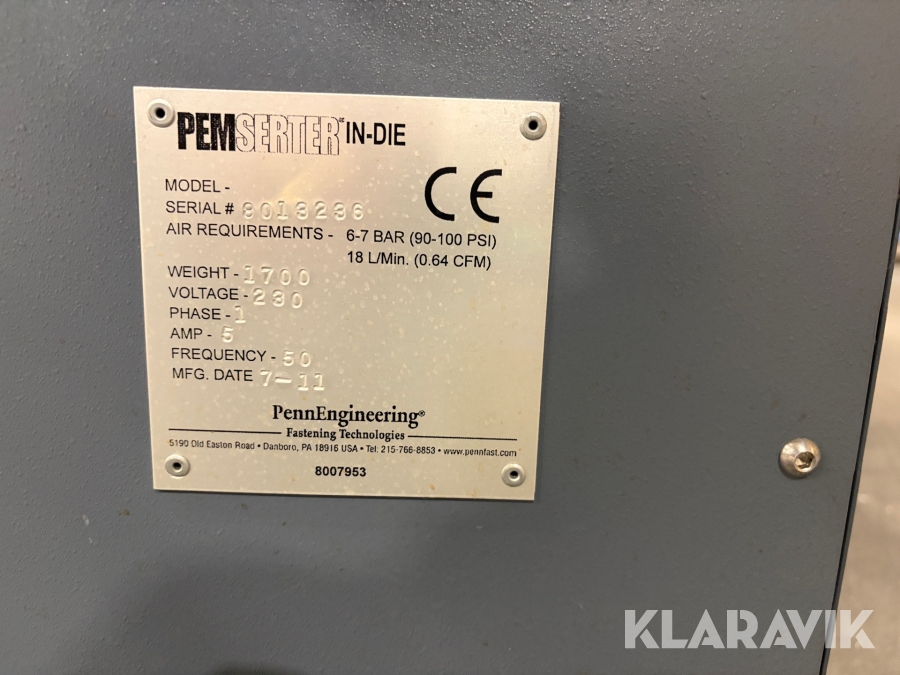 PEMSERTER® IN-DIE
CE
MODEL -
SERIAL # 8013236
AIR REQUIREMENTS - 6-7 BAR (90-100 PSI)
18 L/Min. (0.64 CFM)
WEIGHT - 1700
VOLTAGE - 230
PHASE - 1
AMP - 5
FREQUENCY - 50
MFG. DATE 7-11
PennEngineering®
Fastening Technologies
5190 Old Easton Road • Danboro, PA 18916 USA • Tel: 215-766-8853 • www.pennfast.com
8007953
KLARAVIK